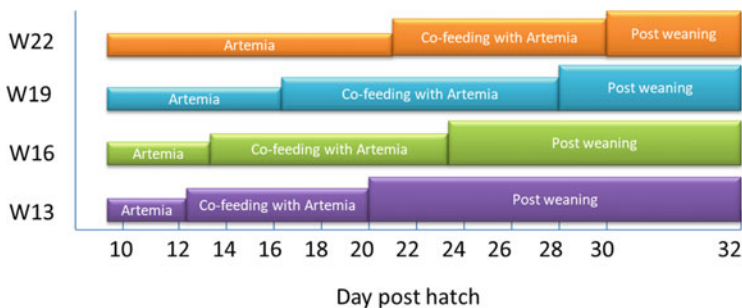 W22 Artemia Co-feeding with Artemia Post weaning
W19 Artemia Co-feeding with Artemia Post weaning
W16 Artemia Co-feeding with Artemia Post weaning
W13 Artemia Co-feeding with Artemia Post weaning
10 12 14 16 18 20 22 24 26 28 30 32
Day post hatch